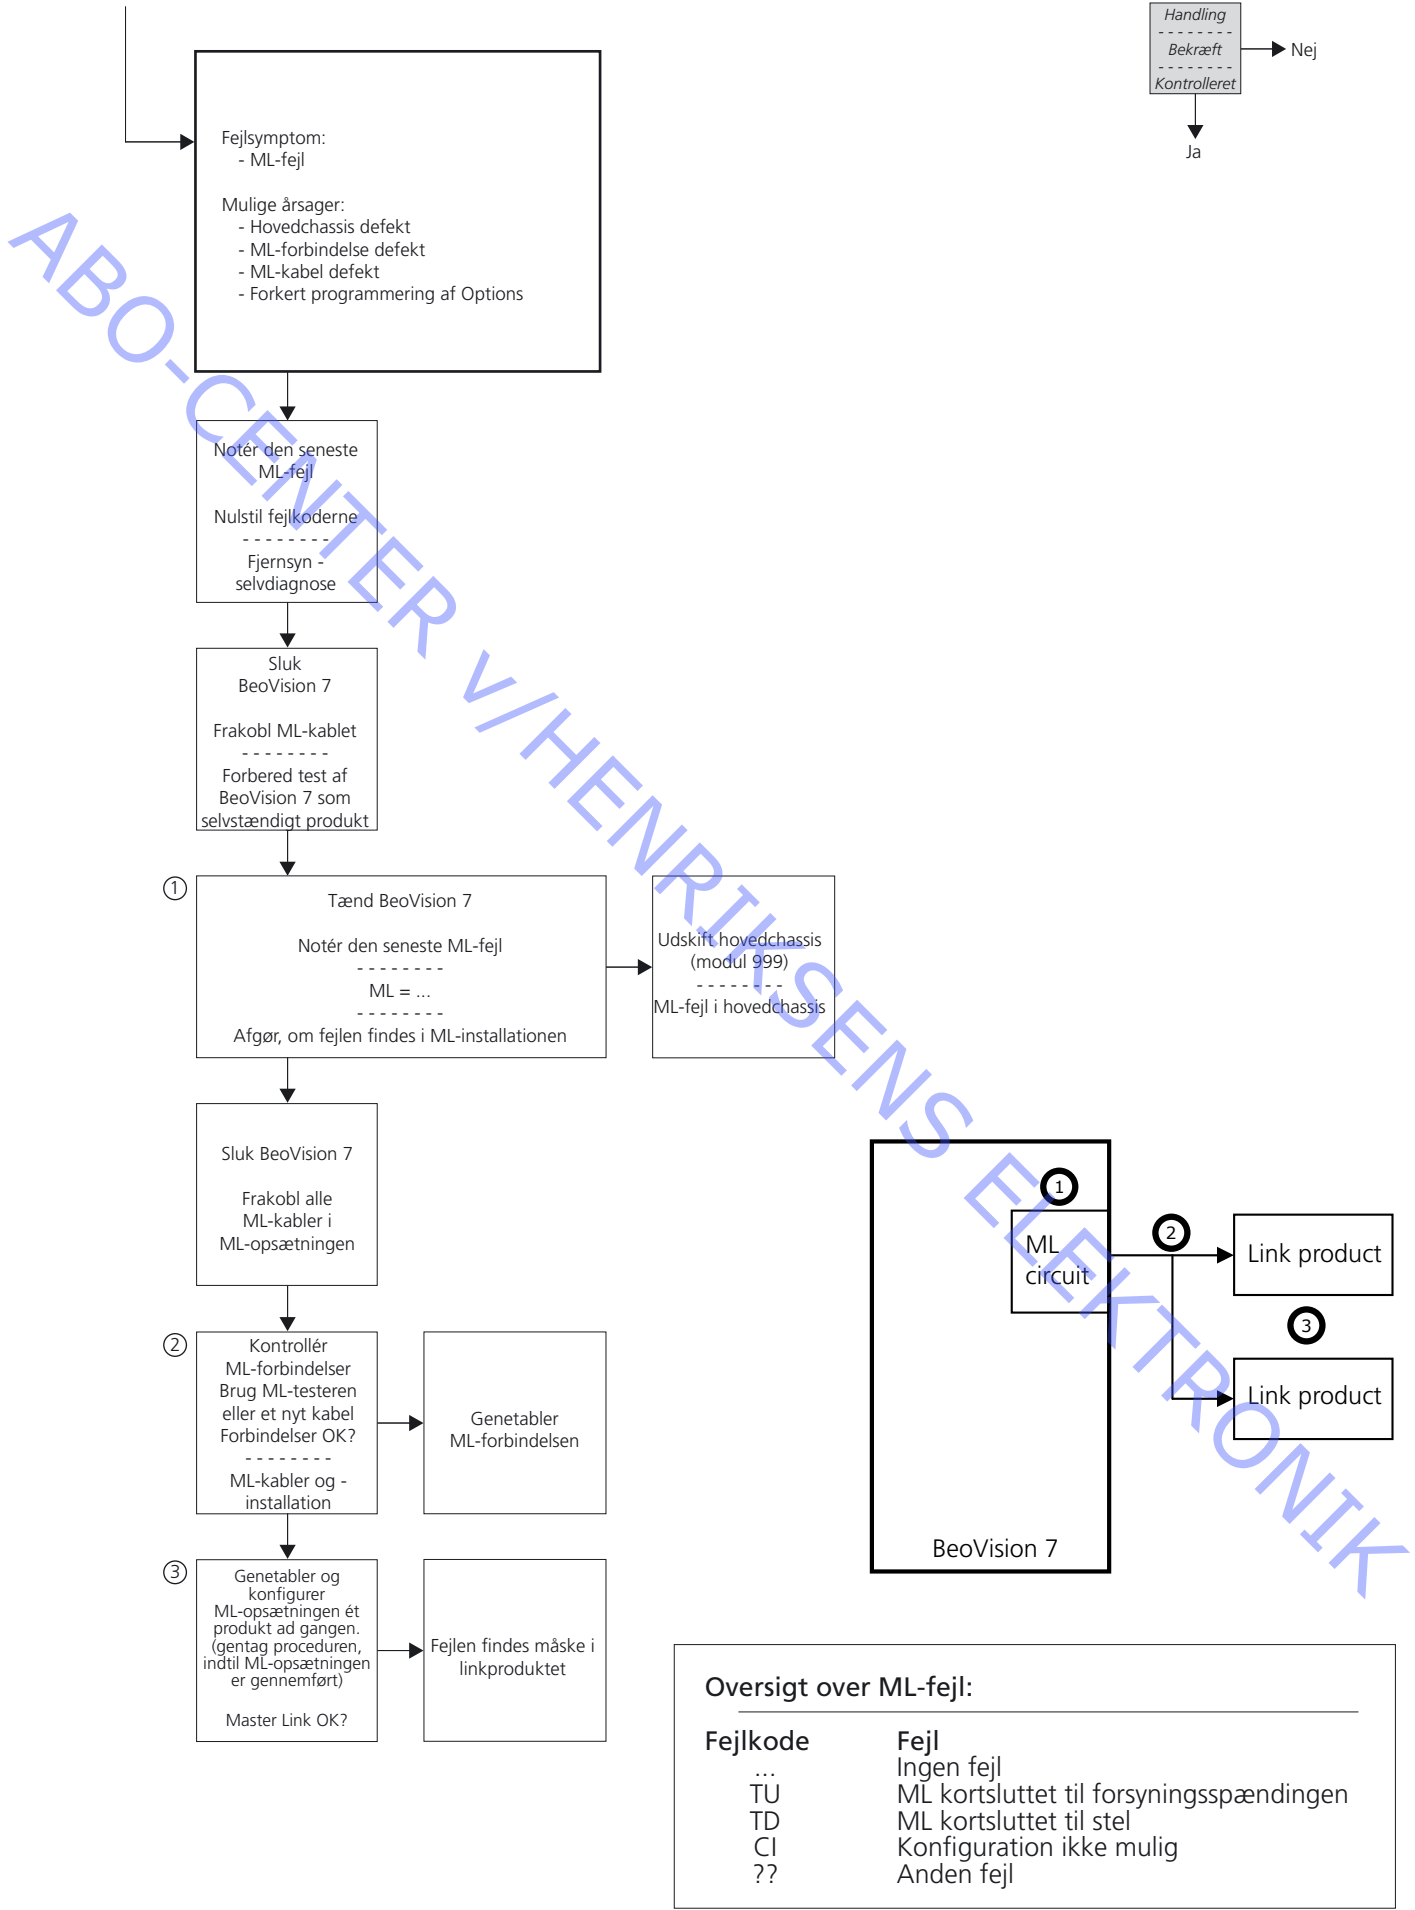 Handling
- - - - - - - -
Bekræft
- - - - - - - -
Kontrolleret
Nej
Ja
Fejlsymptom:
- ML-fejl
Mulige årsager:
- Hovedchassis defekt
- ML-forbindelse defekt
- ML-kabel defekt
- Forkert programmering af Options
Notér den seneste
ML-fejl
Nulstil fejlkoderne
- - - - - - - -
Fjernsyn -
selvdiagnose
Sluk
BeoVision 7
Frakobl ML-kablet
- - - - - - - -
Forbered test af
BeoVision 7 som
selvstændigt produkt
1
Tænd BeoVision 7
Notér den seneste ML-fejl
- - - - - - - -
ML = ...
- - - - - - - -
Afgør, om fejlen findes i ML-installationen
Udskift hovedchassis
(modul 999)
- - - - - - - -
ML-fejl i hovedchassis
Sluk BeoVision 7
Frakobl alle
ML-kabler i
ML-opsætningen
2
Kontrollér
ML-forbindelser
Brug ML-testeren
eller et nyt kabel
Forbindelser OK?
- - - - - - - -
ML-kabler og -
installation
Genetabler
ML-forbindelsen
3
Genetabler og
konfigurer
ML-opsætningen ét
produkt ad gangen.
(gentag proceduren,
indtil ML-opsætningen
er gennemført)
Master Link OK?
Fejlen findes måske i
linkproduktet
1
ML
circuit
2
Link product
3
Link product
BeoVision 7
Oversigt over ML-fejl:
Fejlkode Fejl
... Ingen fejl
TU ML kortsluttet til forsyningsspændingen
TD ML kortsluttet til stel
CI Konfiguration ikke mulig
?? Anden fejl
ABO-CENTER v/HENRIKSENS ELEKTRONIK